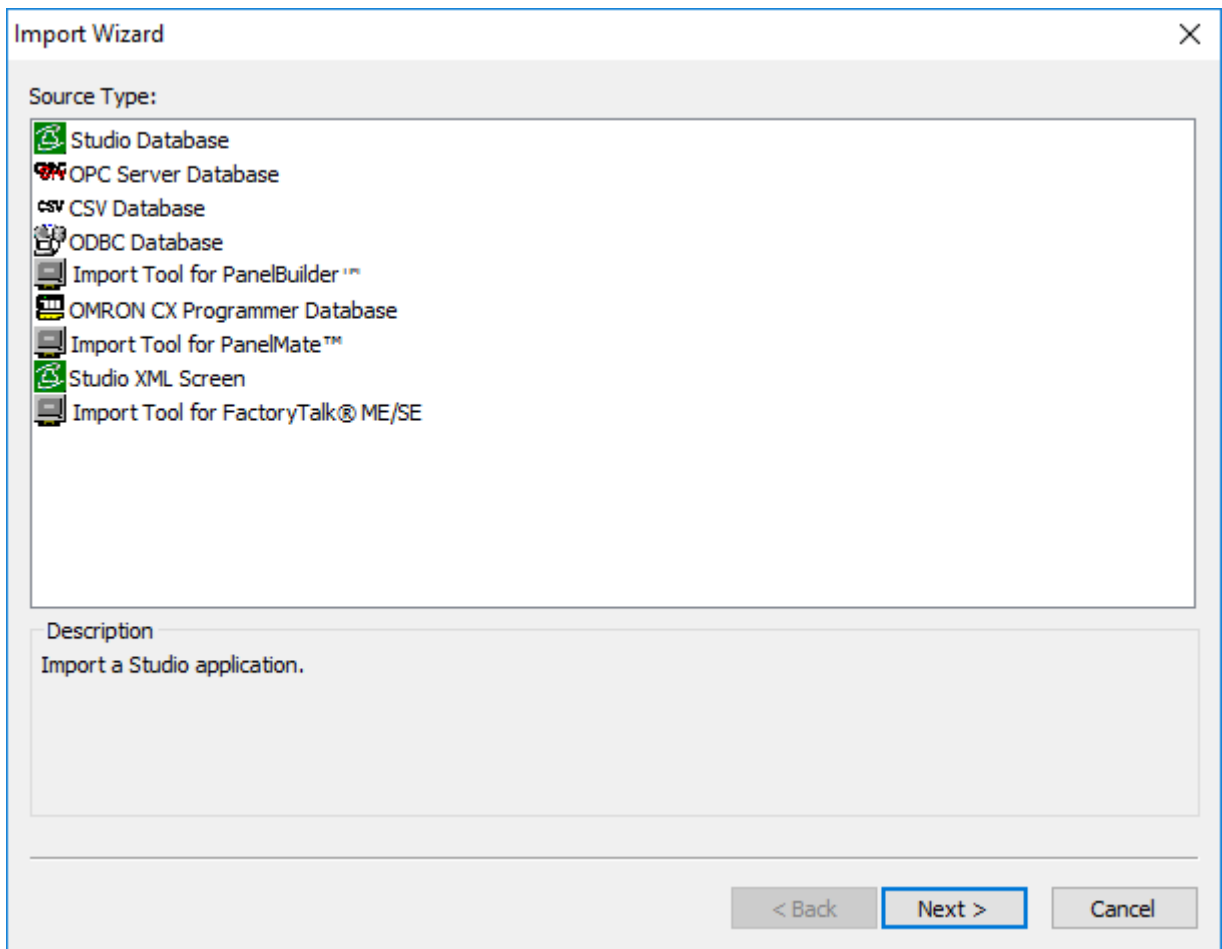 Import Wizard
Source Type:
Studio Database
OPC Server Database
CSV CSV Database
ODBC Database
Import Tool for PanelBuilder™
OMRON CX Programmer Database
Import Tool for PanelMate™
Studio XML Screen
Import Tool for FactoryTalk® ME/SE
Description
Import a Studio application.
< Back Next > Cancel